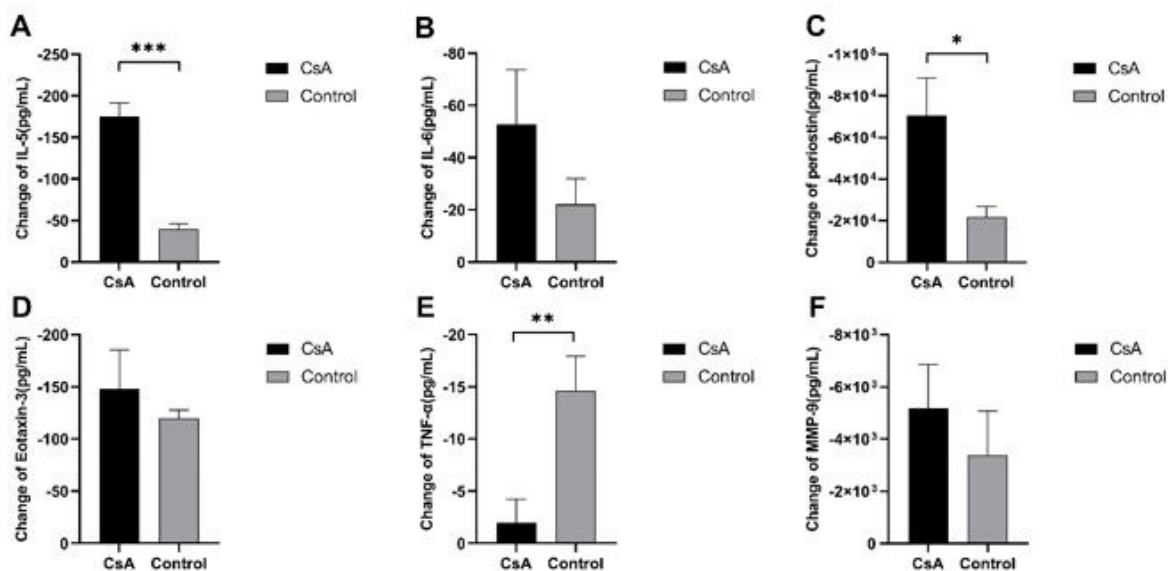 A
Change of IL-5(pg/mL)
-250
-200
-150
-100
-50
0
***
CsA
Control
CsA
Control
B
Change of IL-6(pg/mL)
-80
-60
-40
-20
0
CsA
Control
CsA
Control
C
Change of periostin(pg/mL)
-1×10⁵
-8×10⁴
-6×10⁴
-4×10⁴
-2×10⁴
0
*
CsA
Control
CsA
Control
D
Change of Eotaxin-3(pg/mL)
-200
-150
-100
-50
0
CsA
Control
CsA
Control
E
Change of TNF-α(pg/mL)
-20
-15
-10
-5
0
**
CsA
Control
CsA
Control
F
Change of MMP-9(pg/mL)
-8×10³
-6×10³
-4×10³
-2×10³
0
CsA
Control
CsA
Control